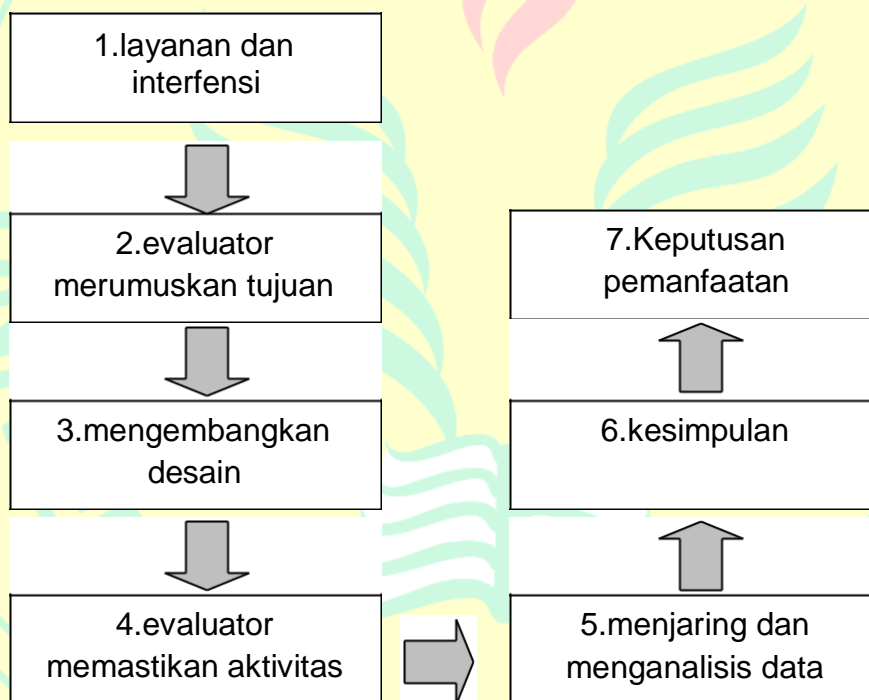 1.layanan dan
interfensi
2.evaluator
merumuskan tujuan
3.mengembangkan
desain
4.evaluator
memastikan aktivitas
5.menjaring dan
menganalisis data
6.kesimpulan
7.Keputusan
pemanfaatan